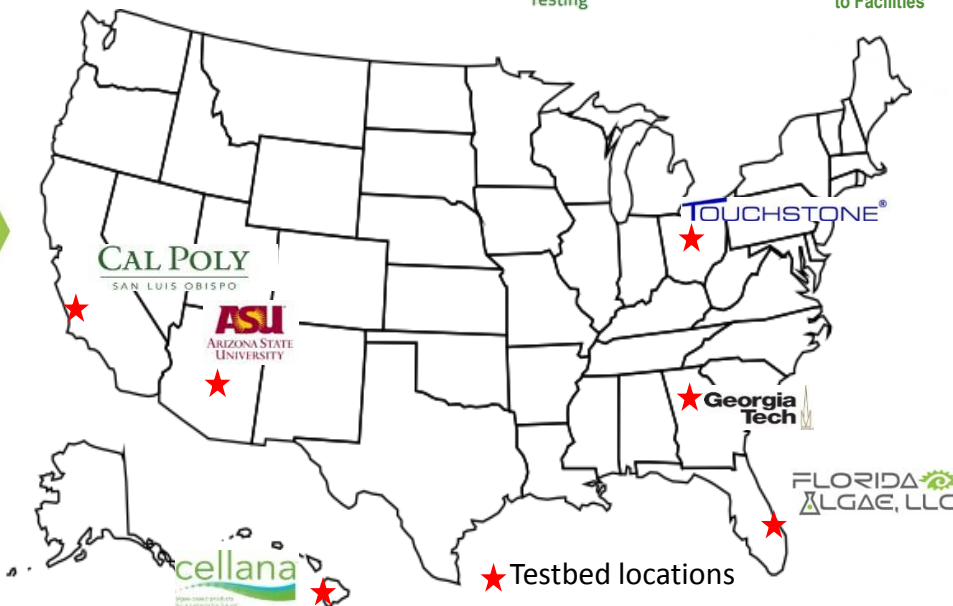 Testing
to Facilities
TOUCHSTONE®
CAL POLY
SAN LUIS OBISPO
ASU
ARIZONA STATE
UNIVERSITY
Georgia
Tech
FLORIDA
ALGAE, LLC
cellana
Testbed locations